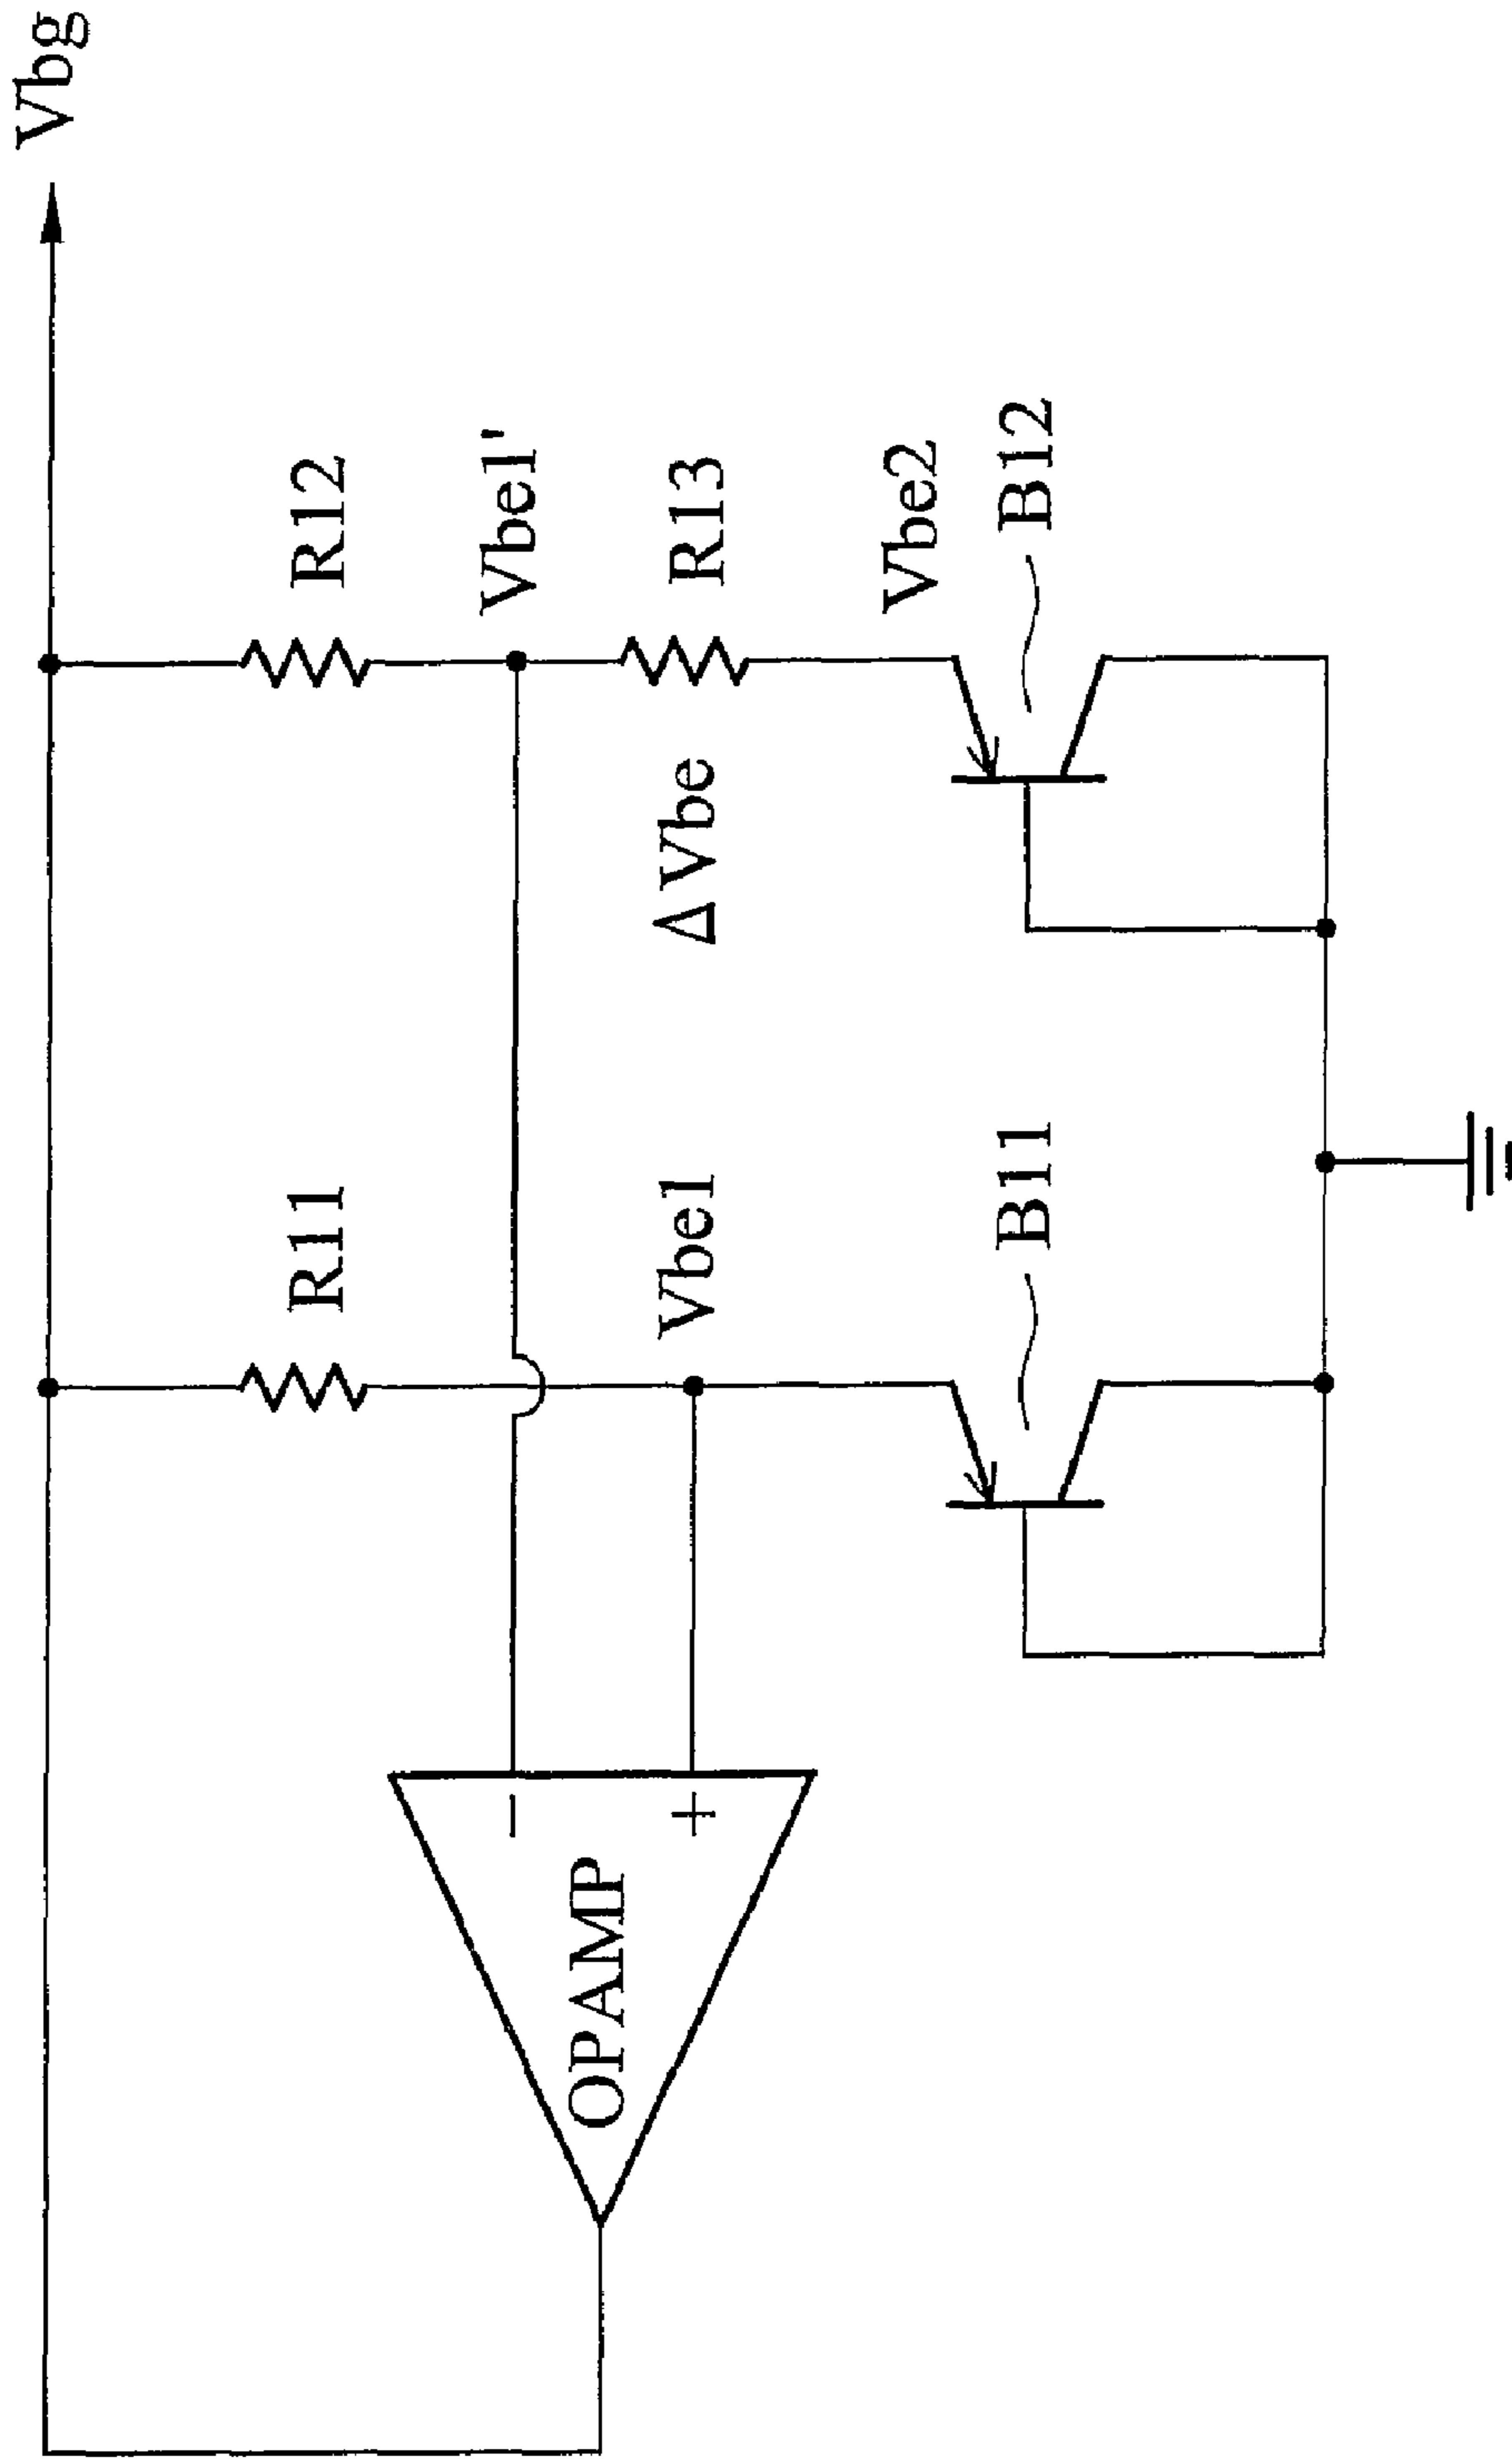 Vbg
R11
R12
Vbe1'
OPAMP
−
+
Vbe1
ΔVbe
R13
Vbe2
B11
B12